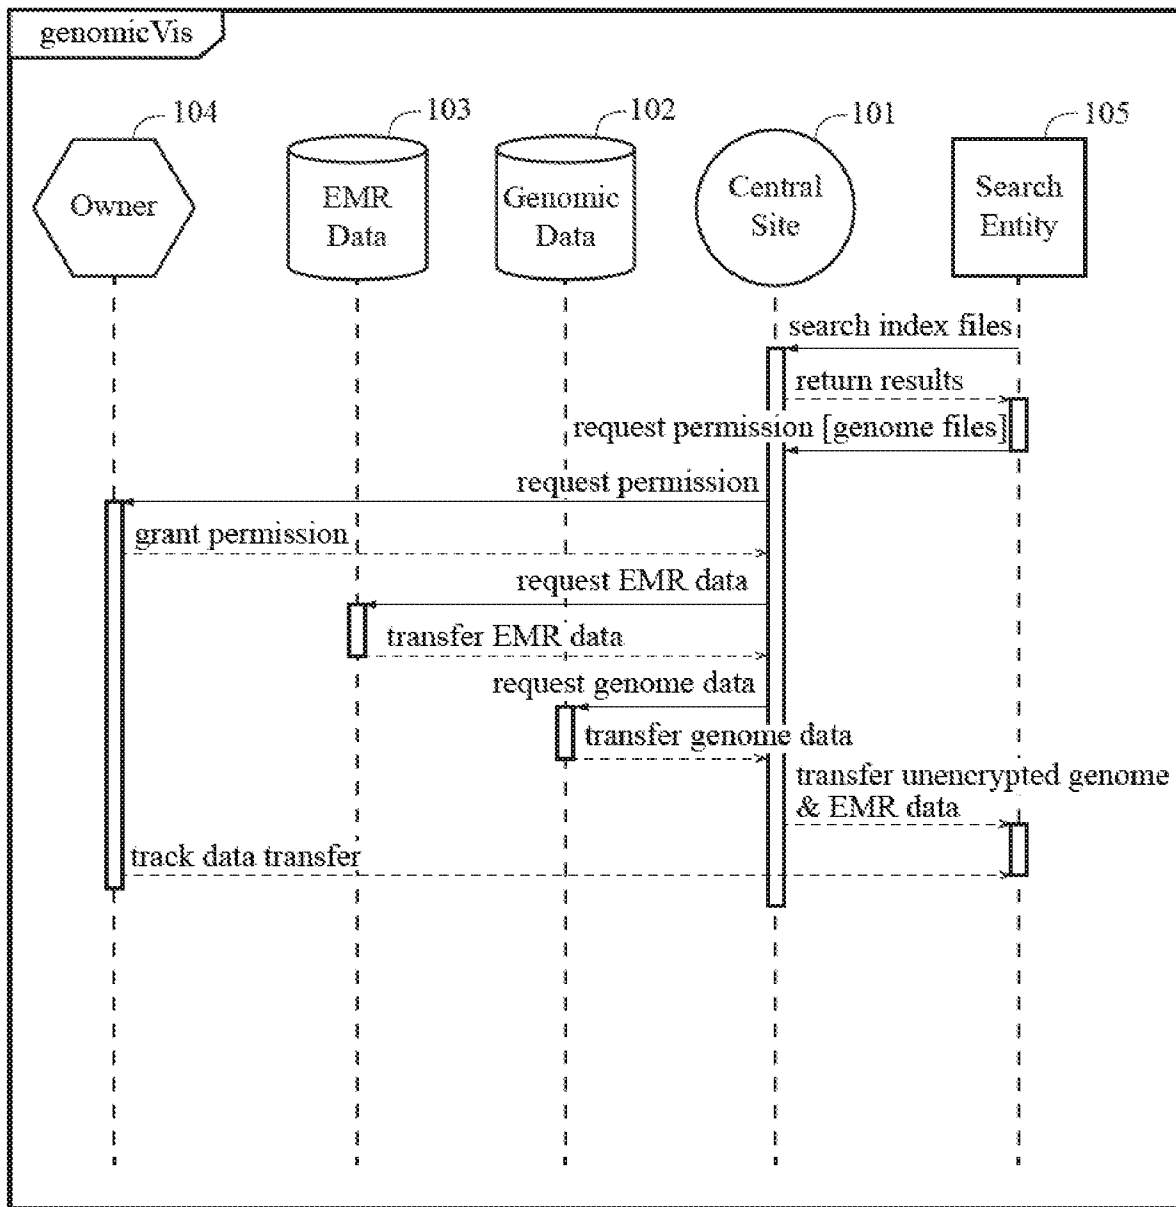 genomicVis
104
103
102
101
105
Owner
EMR
Data
Genomic
Data
Central
Site
Search
Entity
search index files
return results
request permission [genome files]
request permission
grant permission
request EMR data
transfer EMR data
request genome data
transfer genome data
transfer unencrypted genome
& EMR data
track data transfer